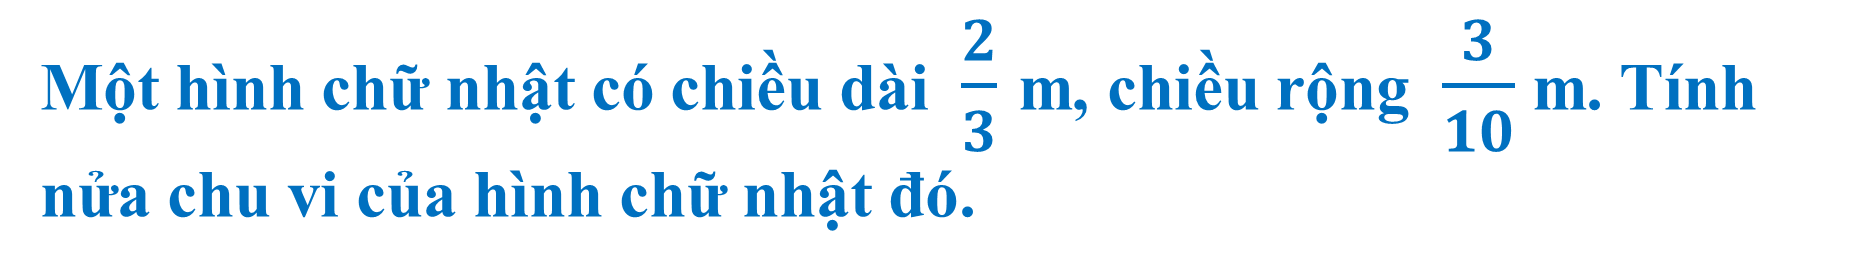 Một hình chữ nhật có chiều dài 2/3 m, chiều rộng 3/10 m. Tính
nửa chu vi của hình chữ nhật đó.